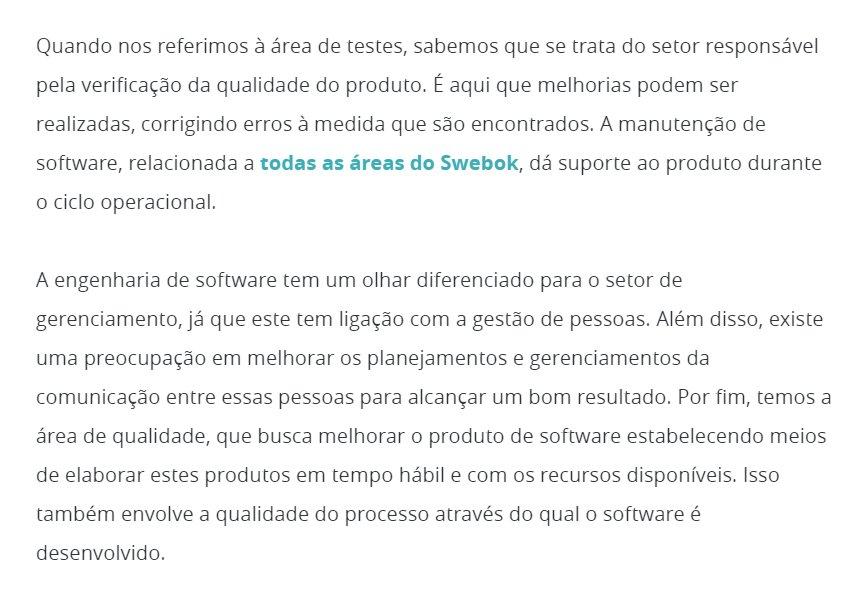 Quando nos referimos à área de testes, sabemos que se trata do setor responsável
pela verificação da qualidade do produto. É aqui que melhorias podem ser
realizadas, corrigindo erros à medida que são encontrados. A manutenção de
software, relacionada a todas as áreas do Swebok, dá suporte ao produto durante
o ciclo operacional.
A engenharia de software tem um olhar diferenciado para o setor de
gerenciamento, já que este tem ligação com a gestão de pessoas. Além disso, existe
uma preocupação em melhorar os planejamentos e gerenciamentos da
comunicação entre essas pessoas para alcançar um bom resultado. Por fim, temos a
área de qualidade, que busca melhorar o produto de software estabelecendo meios
de elaborar estes produtos em tempo hábil e com os recursos disponíveis. Isso
também envolve a qualidade do processo através do qual o software é
desenvolvido.